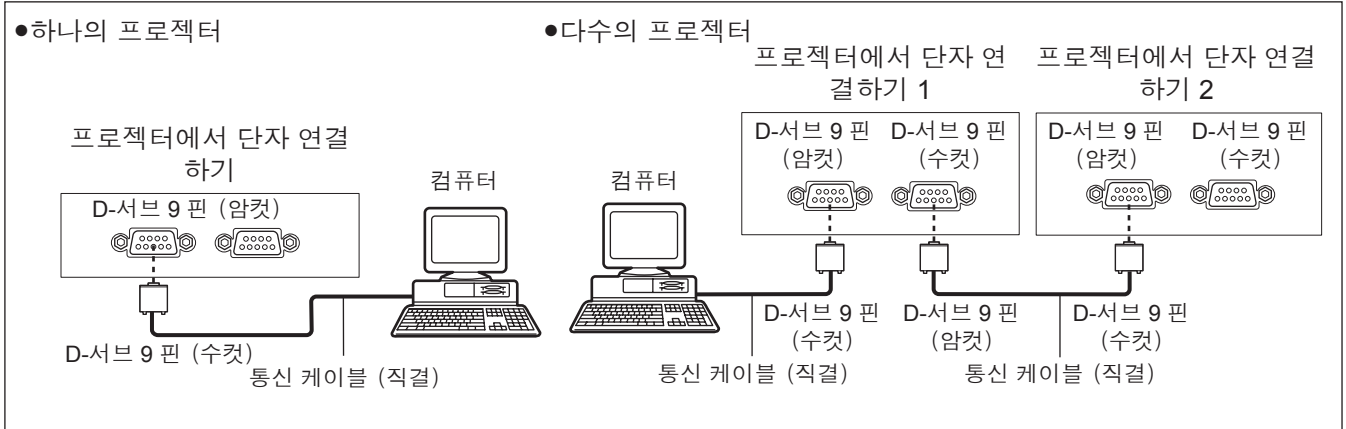 ●하나의 프로젝터
프로젝터에서 단자 연결
하기
D-서브 9 핀 (암컷)
컴퓨터
D-서브 9 핀 (수컷)
통신 케이블 (직결)
●다수의 프로젝터
프로젝터에서 단자 연
결하기 1
프로젝터에서 단자 연결
하기 2
D-서브 9 핀
(암컷)
D-서브 9 핀
(수컷)
D-서브 9 핀
(암컷)
D-서브 9 핀
(수컷)
컴퓨터
D-서브 9 핀
(수컷)
D-서브 9 핀
(암컷)
D-서브 9 핀
(수컷)
통신 케이블 (직결)
통신 케이블 (직결)